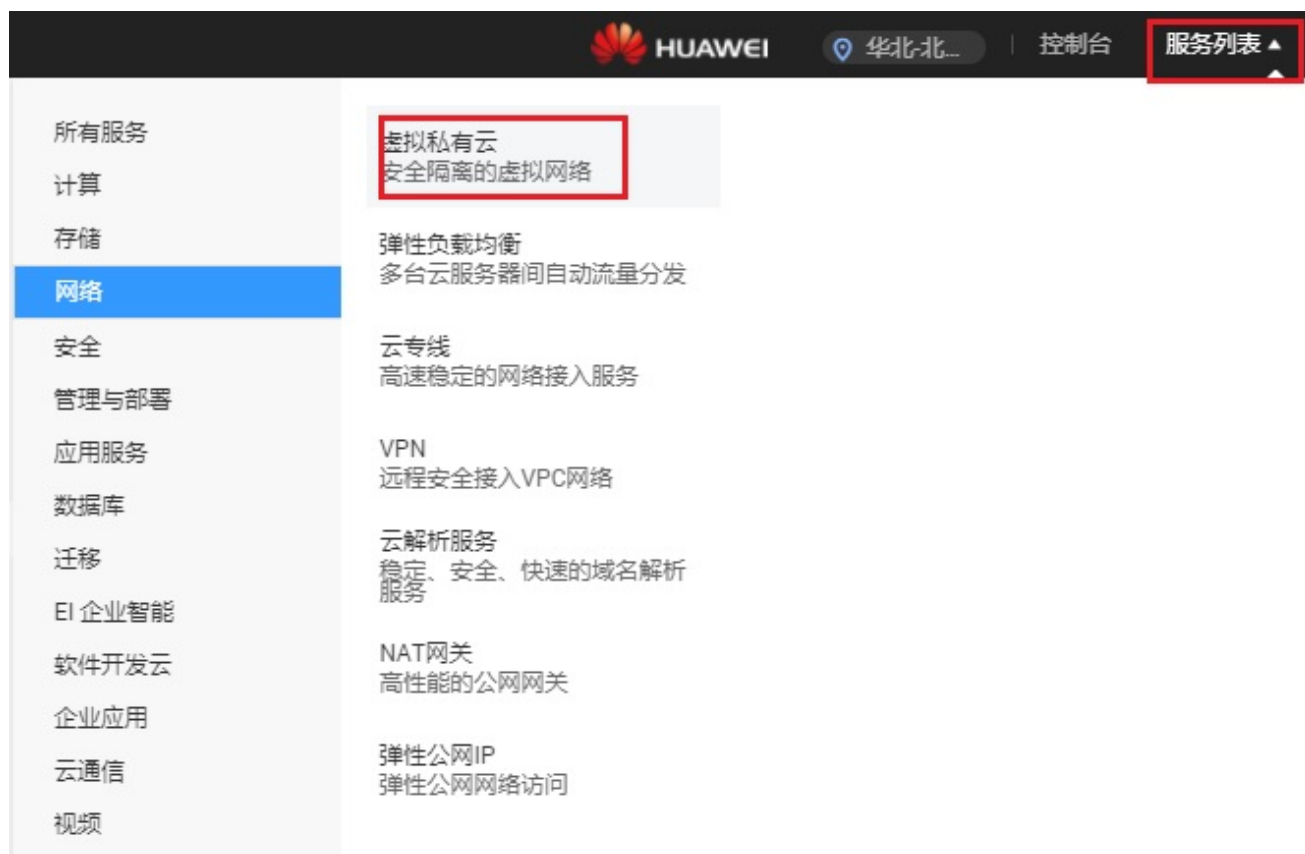 HUAWEI 华北-北... 控制台 服务列表
所有服务
计算
存储
网络
安全
管理与部署
应用服务
数据库
迁移
EI 企业智能
软件开发云
企业应用
云通信
视频
虚拟私有云
安全隔离的虚拟网络
弹性负载均衡
多台云服务器间自动流量分发
云专线
高速稳定的网络接入服务
VPN
远程安全接入VPC网络
云解析服务
稳定、安全、快速的域名解析
服务
NAT网关
高性能的公网网关
弹性公网IP
弹性公网网络访问